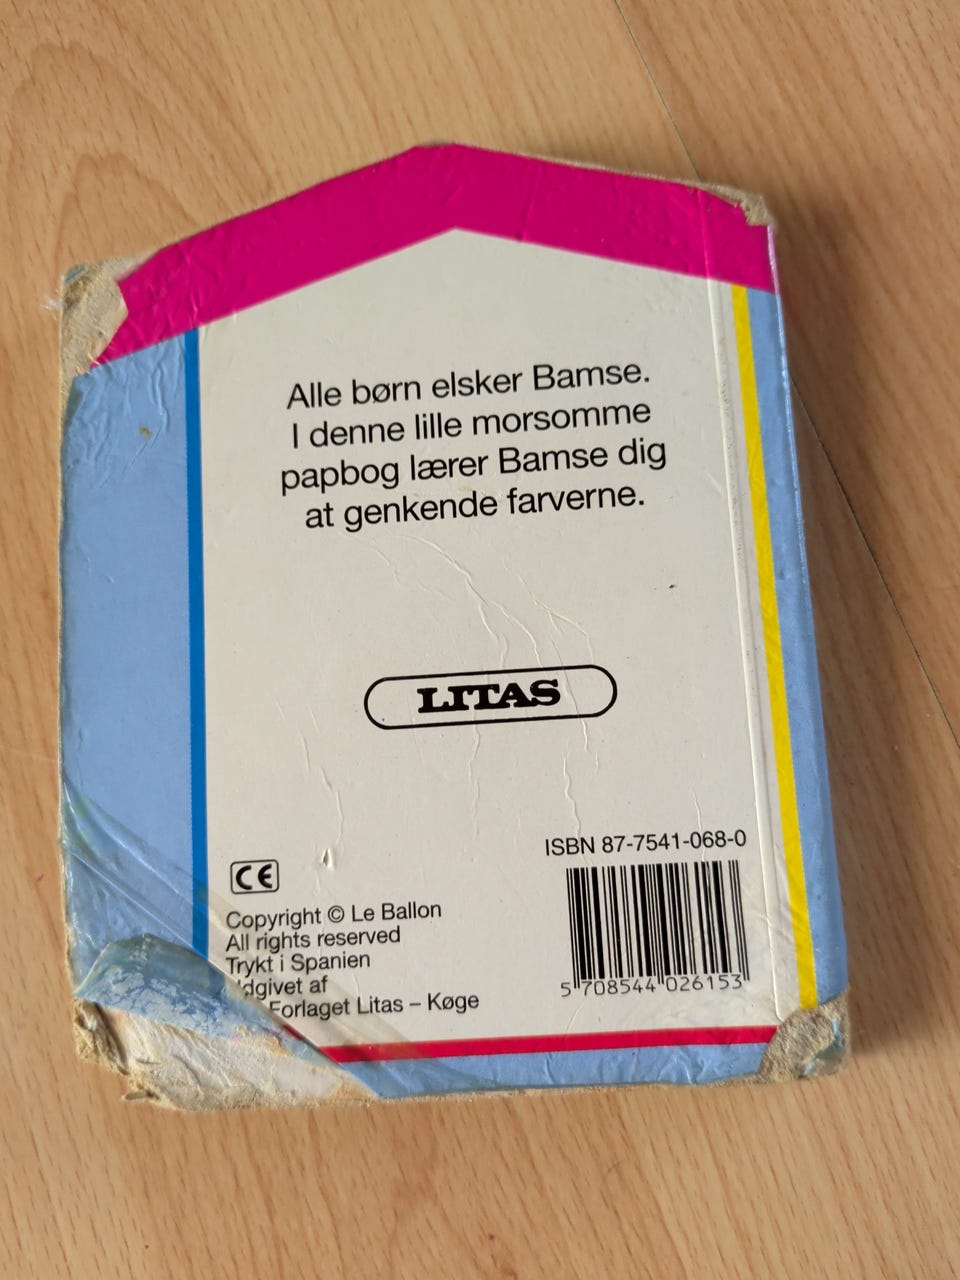 Alle børn elsker Bamse.
I denne lille morsomme
papbog lærer Bamse dig
at genkende farverne.
LITAS
ISBN 87-7541-068-0
CE
Copyright © Le Ballon
All rights reserved
Trykt i Spanien
dgivet af
Forlaget Litas – Køge
5 708544 026153